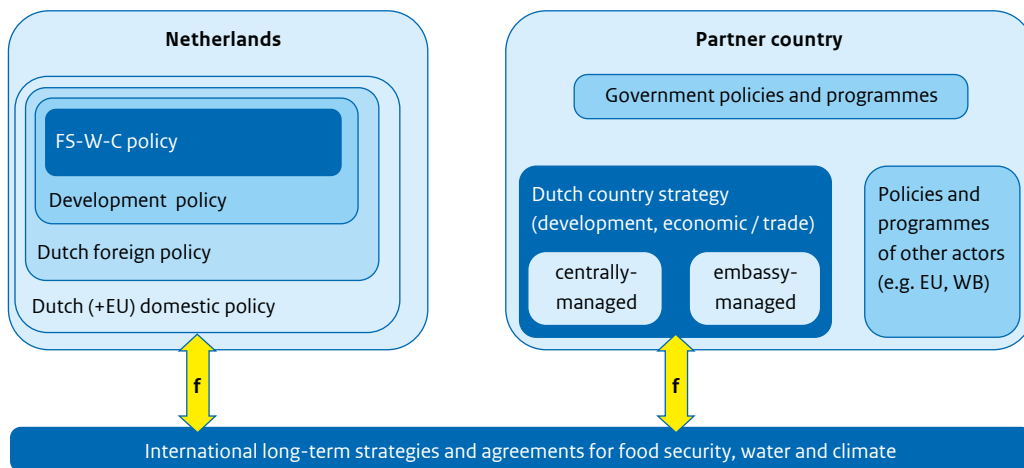 Netherlands
FS-W-C policy
Development policy
Dutch foreign policy
Dutch (+EU) domestic policy
Partner country
Government policies and programmes
Dutch country strategy
(development, economic / trade)
centrally-
managed
embassy-
managed
Policies and
programmes
of other actors
(e.g. EU, WB)
f
f
International long-term strategies and agreements for food security, water and climate